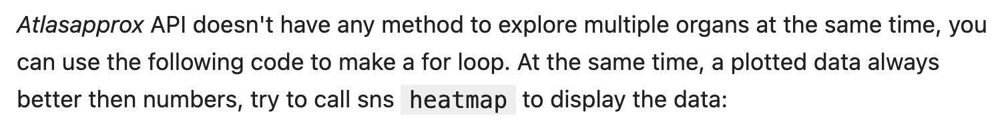 Atlasapprox API doesn't have any method to explore multiple organs at the same time, you
can use the following code to make a for loop. At the same time, a plotted data always
better then numbers, try to call sns heatmap to display the data: